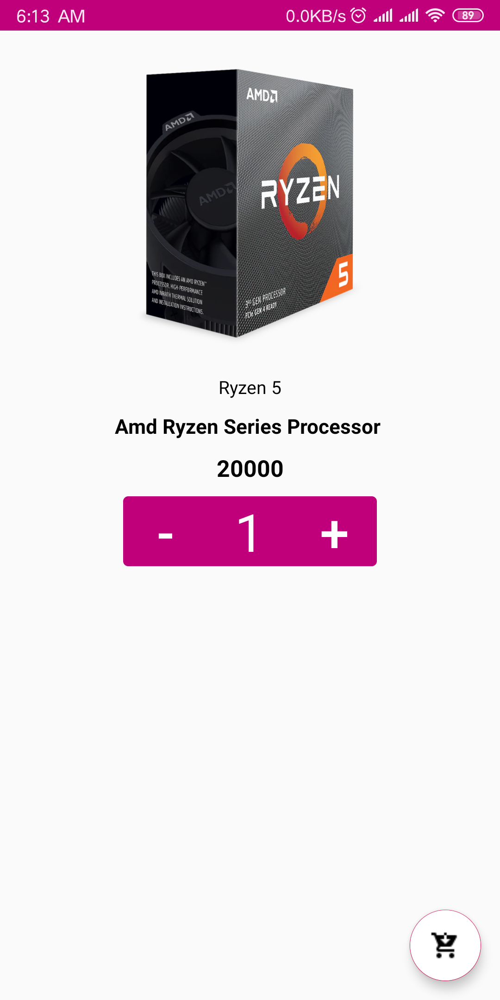 6:13 AM 0.0KB/s 89
AMD
AMD
AMD
RYZEN
5
THIS BOX INCLUDES AN AMD RYZEN™
PROCESSOR, HIGH-PERFORMANCE
AMD WRAITH THERMAL SOLUTION
AND INSTALLATION INSTRUCTIONS.
3RD GEN PROCESSOR
PCIe GEN 4 READY
Ryzen 5
Amd Ryzen Series Processor
20000
- 1 +